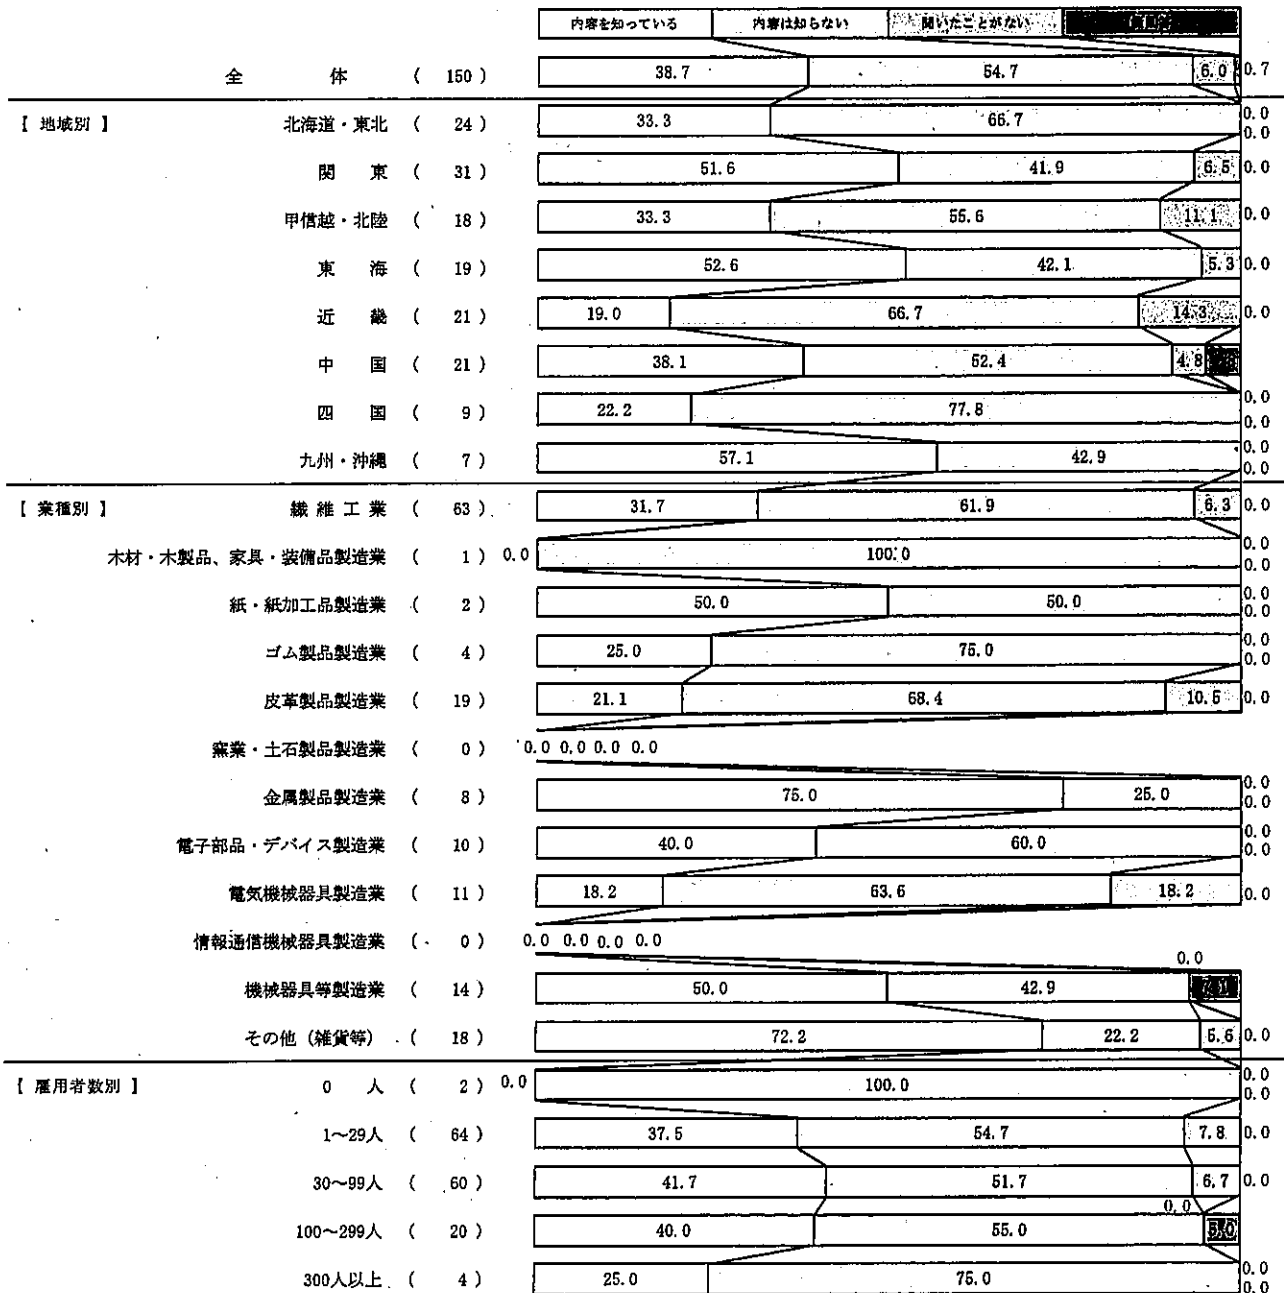 内容を知っている 内容は知らない 聞いたことがない 無回答
全 体 ( 150 ) 38.7 54.7 6.0 0.7
【 地域別 】 北海道・東北 ( 24 ) 33.3 66.7 0.0 0.0
関 東 ( 31 ) 51.6 41.9 6.5 0.0
甲信越・北陸 ( 18 ) 33.3 55.6 11.1 0.0
東 海 ( 19 ) 52.6 42.1 5.3 0.0
近 畿 ( 21 ) 19.0 66.7 14.3 0.0
中 国 ( 21 ) 38.1 52.4 4.8
四 国 ( 9 ) 22.2 77.8 0.0 0.0
九州・沖縄 ( 7 ) 57.1 42.9 0.0 0.0
【 業種別 】 繊 維 工 業 ( 63 ) 31.7 61.9 6.3 0.0
木材・木製品、家具・装備品製造業 ( 1 ) 0.0 100.0 0.0 0.0
紙・紙加工品製造業 ( 2 ) 50.0 50.0 0.0 0.0
ゴム製品製造業 ( 4 ) 25.0 75.0 0.0 0.0
皮革製品製造業 ( 19 ) 21.1 68.4 10.5 0.0
窯業・土石製品製造業 ( 0 ) 0.0 0.0 0.0 0.0
金属製品製造業 ( 8 ) 75.0 25.0 0.0 0.0
電子部品・デバイス製造業 ( 10 ) 40.0 60.0 0.0 0.0
電気機械器具製造業 ( 11 ) 18.2 63.6 18.2 0.0
情報通信機械器具製造業 ( 0 ) 0.0 0.0 0.0 0.0
機械器具等製造業 ( 14 ) 50.0 42.9 0.0 7.1
その他（雑貨等） ( 18 ) 72.2 22.2 5.6 0.0
【 雇用者数別 】 0 人 ( 2 ) 0.0 100.0 0.0 0.0
1～29人 ( 64 ) 37.5 54.7 7.8 0.0
30～99人 ( 60 ) 41.7 51.7 6.7 0.0
100～299人 ( 20 ) 40.0 55.0 0.0 5.0
300人以上 ( 4 ) 25.0 75.0 0.0 0.0